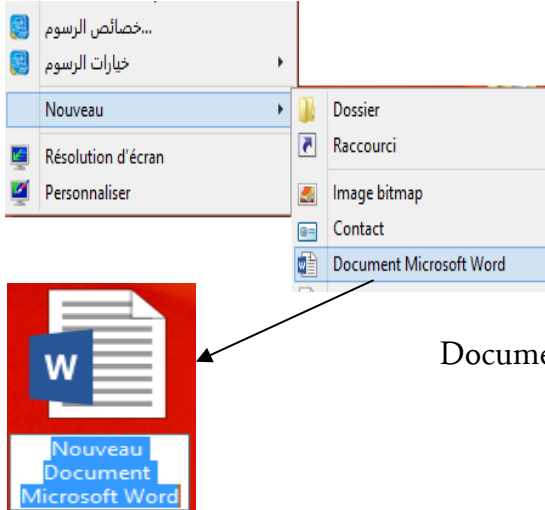 خصائص الرسوم...
خيارات الرسوم
Nouveau
Résolution d'écran
Personnaliser
Dossier
Raccourci
Image bitmap
Contact
Document Microsoft Word
Docume
W
Nouveau
Document
Microsoft Word